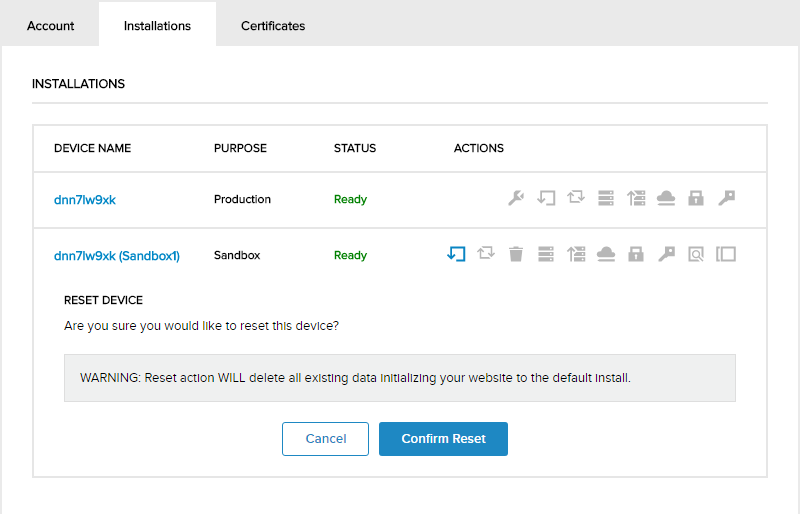 Account Installations Certificates
INSTALLATIONS
DEVICE NAME PURPOSE STATUS ACTIONS
dnn7lw9xk Production Ready
dnn7lw9xk (Sandbox1) Sandbox Ready
RESET DEVICE
Are you sure you would like to reset this device?
WARNING: Reset action WILL delete all existing data initializing your website to the default install.
Cancel Confirm Reset